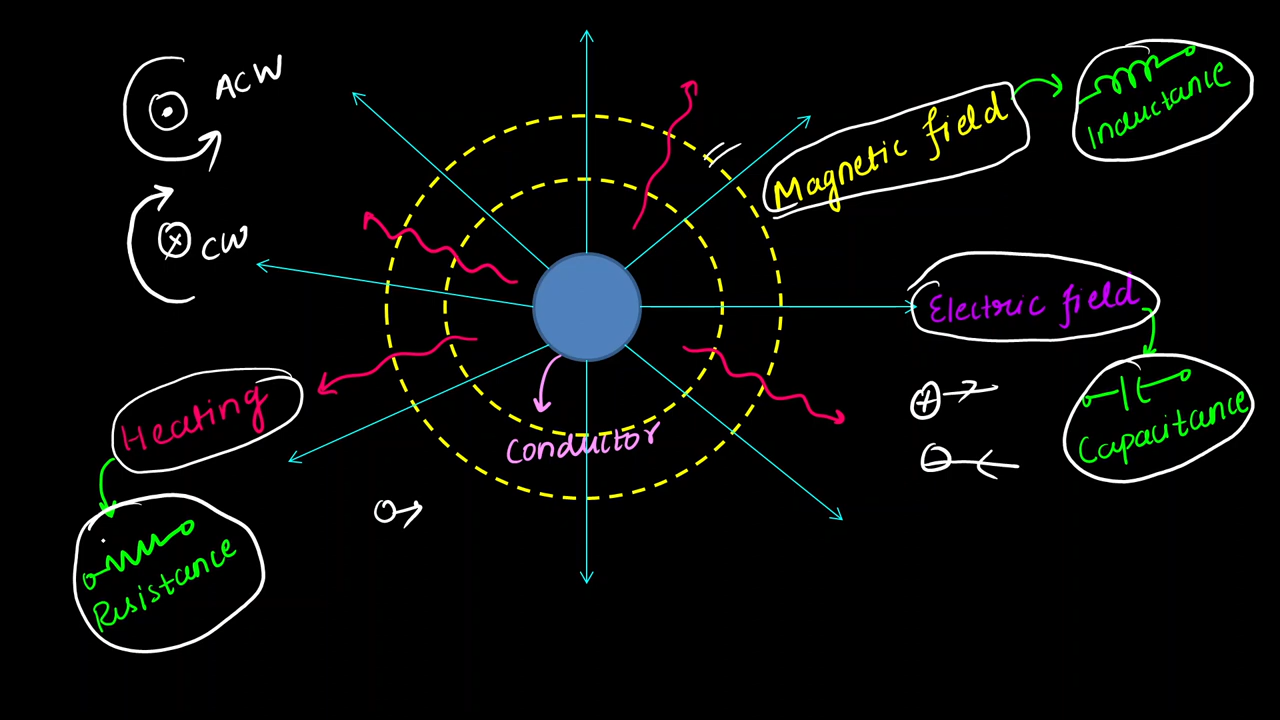 ACW
CW
Magnetic field
Inductance
Electric field
Capacitance
Heating
Resistance
Conductor